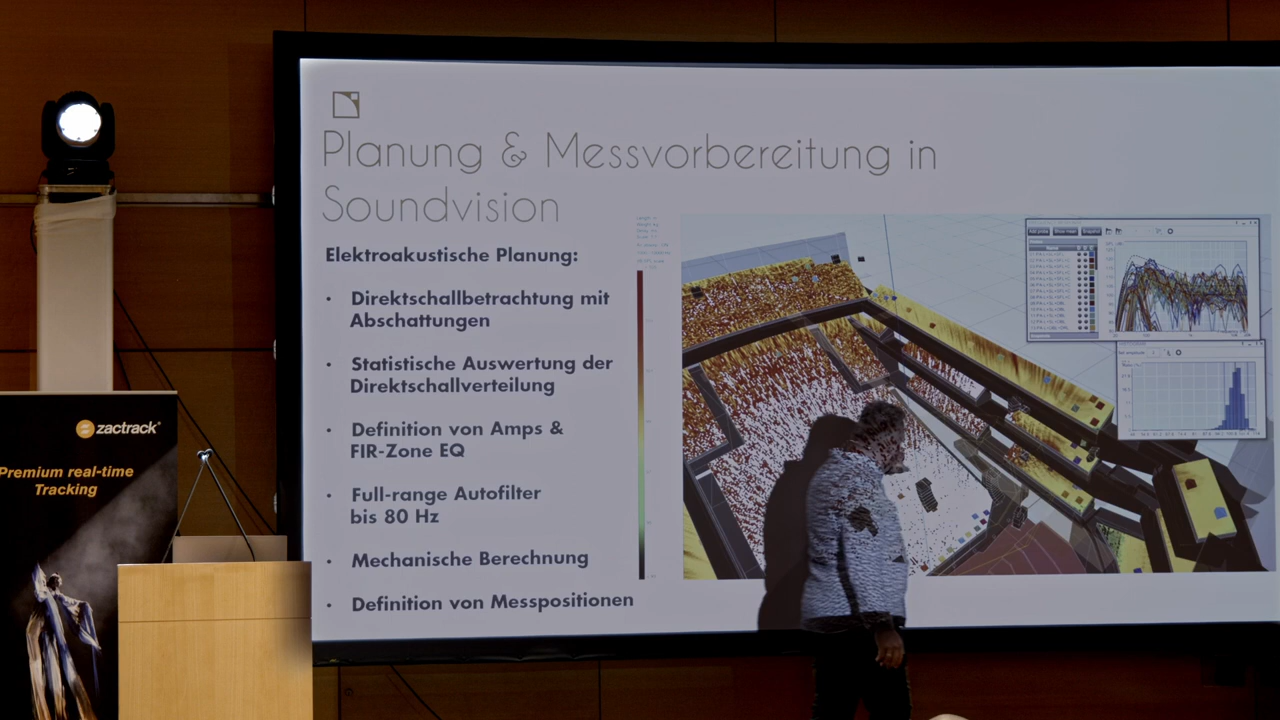 Planung & Messvorbereitung in
Soundvision
Elektroakustische Planung:
• Direktschallbetrachtung mit
Abschattungen
• Statistische Auswertung der
Direktschallverteilung
• Definition von Amps &
FIR-Zone EQ
• Full-range Autofilter
bis 80 Hz
• Mechanische Berechnung
• Definition von Messpositionen
zactrack
Premium real-time
Tracking